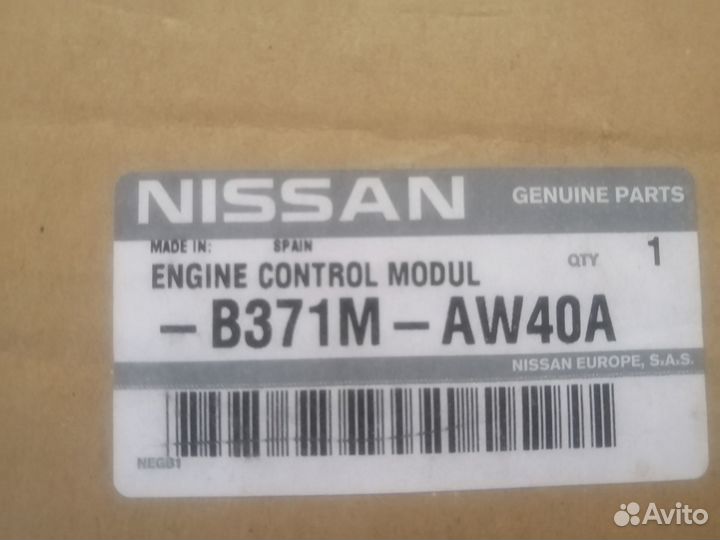 NISSAN GENUINE PARTS
MADE IN: SPAIN
ENGINE CONTROL MODUL QTY 1
-B371M-AW40A
NISSAN EUROPE, S.A.S.
NEGB1
Avito